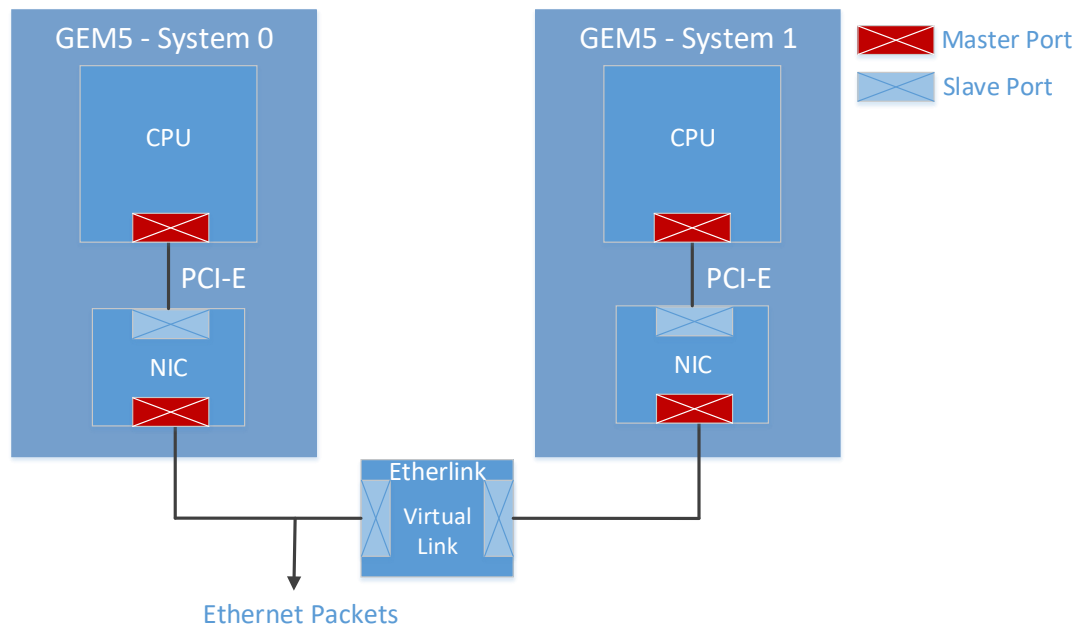 GEM5 - System 0
GEM5 - System 1
Master Port
Slave Port
CPU
CPU
PCI-E
PCI-E
NIC
NIC
Etherlink
Virtual
Link
Ethernet Packets